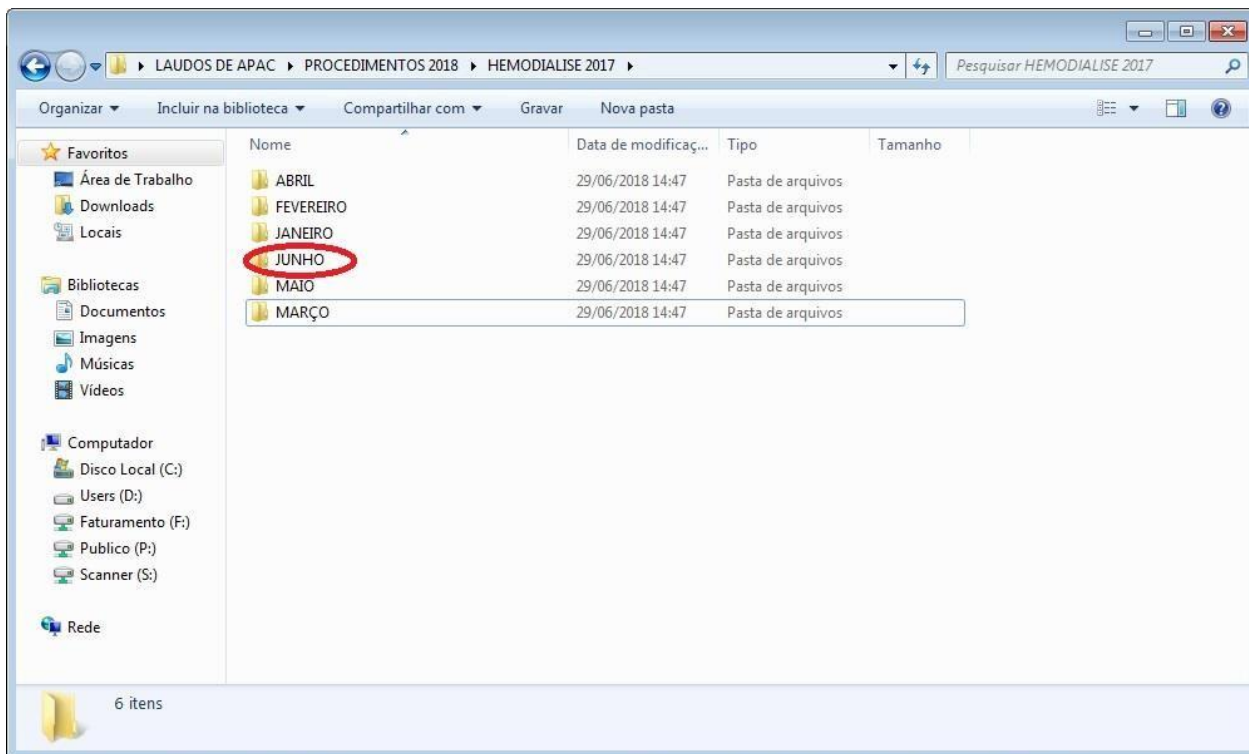 LAUDOS DE APAC PROCEDIMENTOS 2018 HEMODIALISE 2017 Pesquisar HEMODIALISE 2017
Organizar Incluir na biblioteca Compartilhar com Gravar Nova pasta
Favoritos
Área de Trabalho
Downloads
Locais
Bibliotecas
Documentos
Imagens
Músicas
Vídeos
Computador
Disco Local (C:)
Users (D:)
Faturamento (F:)
Publico (P:)
Scanner (S:)
Rede
Nome Data de modificaç... Tipo Tamanho
ABRIL 29/06/2018 14:47 Pasta de arquivos
FEVEREIRO 29/06/2018 14:47 Pasta de arquivos
JANEIRO 29/06/2018 14:47 Pasta de arquivos
JUNHO 29/06/2018 14:47 Pasta de arquivos
MAIO 29/06/2018 14:47 Pasta de arquivos
MARÇO 29/06/2018 14:47 Pasta de arquivos
6 itens